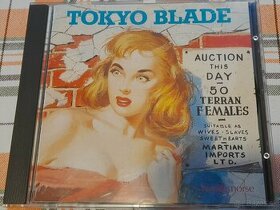 TOKYO BLADE
AUCTION
THIS
DAY
50
TERRAN
FEMALES
SUITABLE AS
WIVES · SLAVES
SWEETHEARTS
MARTIAN
IMPORTS
LTD.